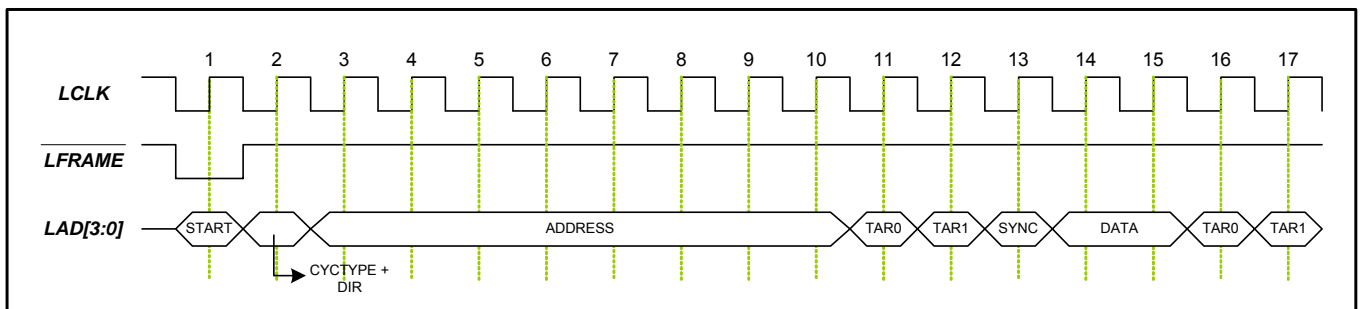 1 2 3 4 5 6 7 8 9 10 11 12 13 14 15 16 17
LCLK
LFRAME
LAD[3:0] START ADDRESS TAR0 TAR1 SYNC DATA TAR0 TAR1
CYCTYPE +
DIR